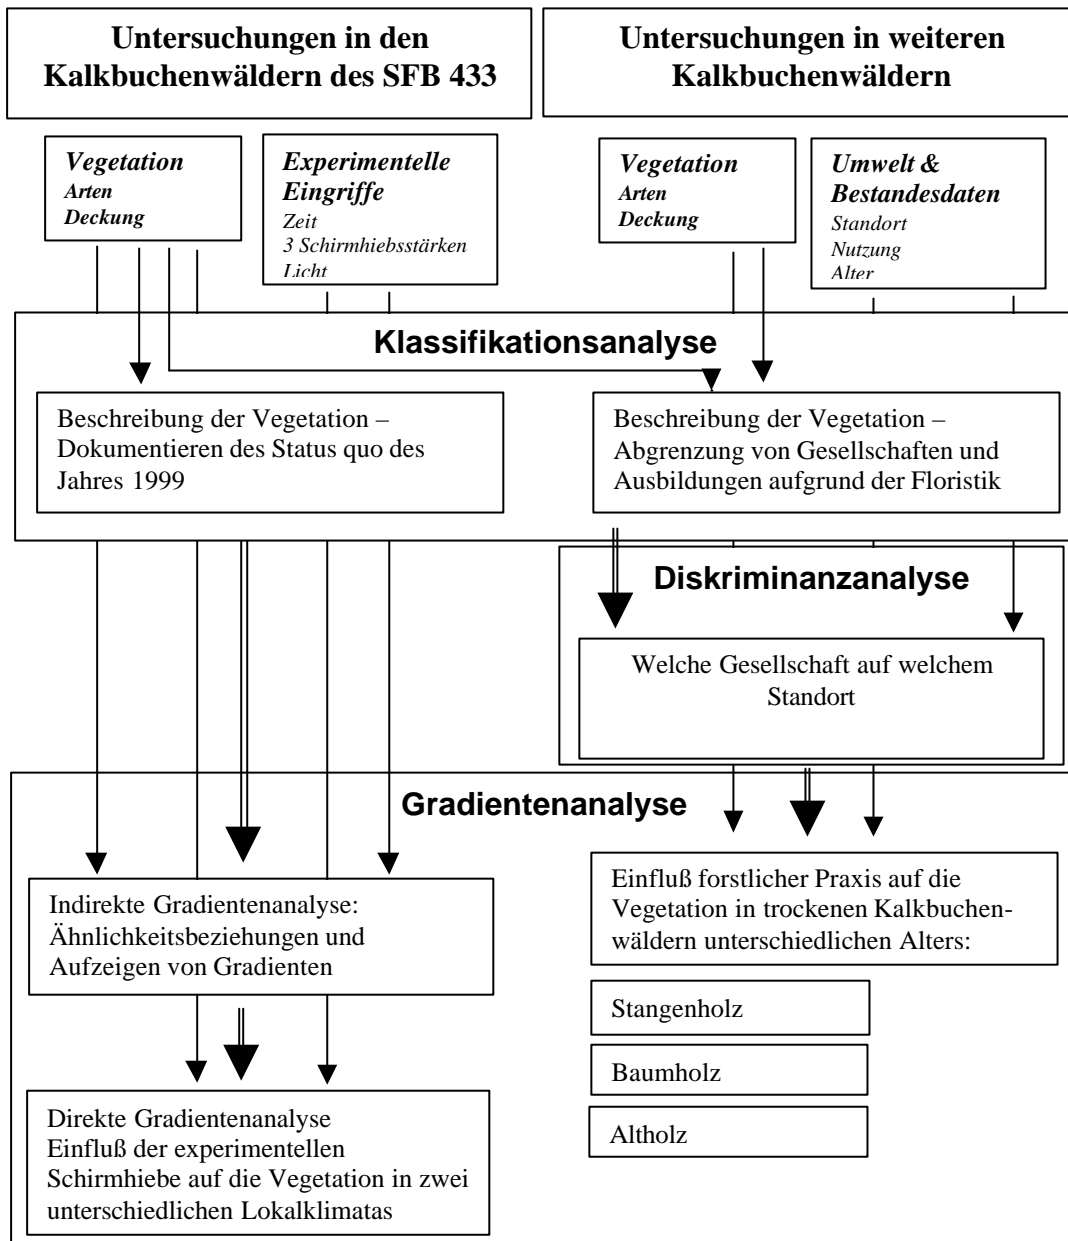 Untersuchungen in den
Kalkbuchenwäldern des SFB 433
Untersuchungen in weiteren
Kalkbuchenwäldern
Vegetation
Arten
Deckung
Experimentelle
Eingriffe
Zeit
3 Schirmhiebsstärken
Licht
Vegetation
Arten
Deckung
Umwelt &
Bestandesdaten
Standort
Nutzung
Alter
Klassifikationsanalyse
Beschreibung der Vegetation –
Dokumentieren des Status quo des
Jahres 1999
Beschreibung der Vegetation –
Abgrenzung von Gesellschaften und
Ausbildungen aufgrund der Floristik
Diskriminanzanalyse
Welche Gesellschaft auf welchem
Standort
Gradientenanalyse
Indirekte Gradientenanalyse:
Ähnlichkeitsbeziehungen und
Aufzeigen von Gradienten
Einfluß forstlicher Praxis auf die
Vegetation in trockenen Kalkbuchen-
wäldern unterschiedlichen Alters:
Stangenholz
Baumholz
Altholz
Direkte Gradientenanalyse
Einfluß der experimentellen
Schirmhiebe auf die Vegetation in zwei
unterschiedlichen Lokalklimatas